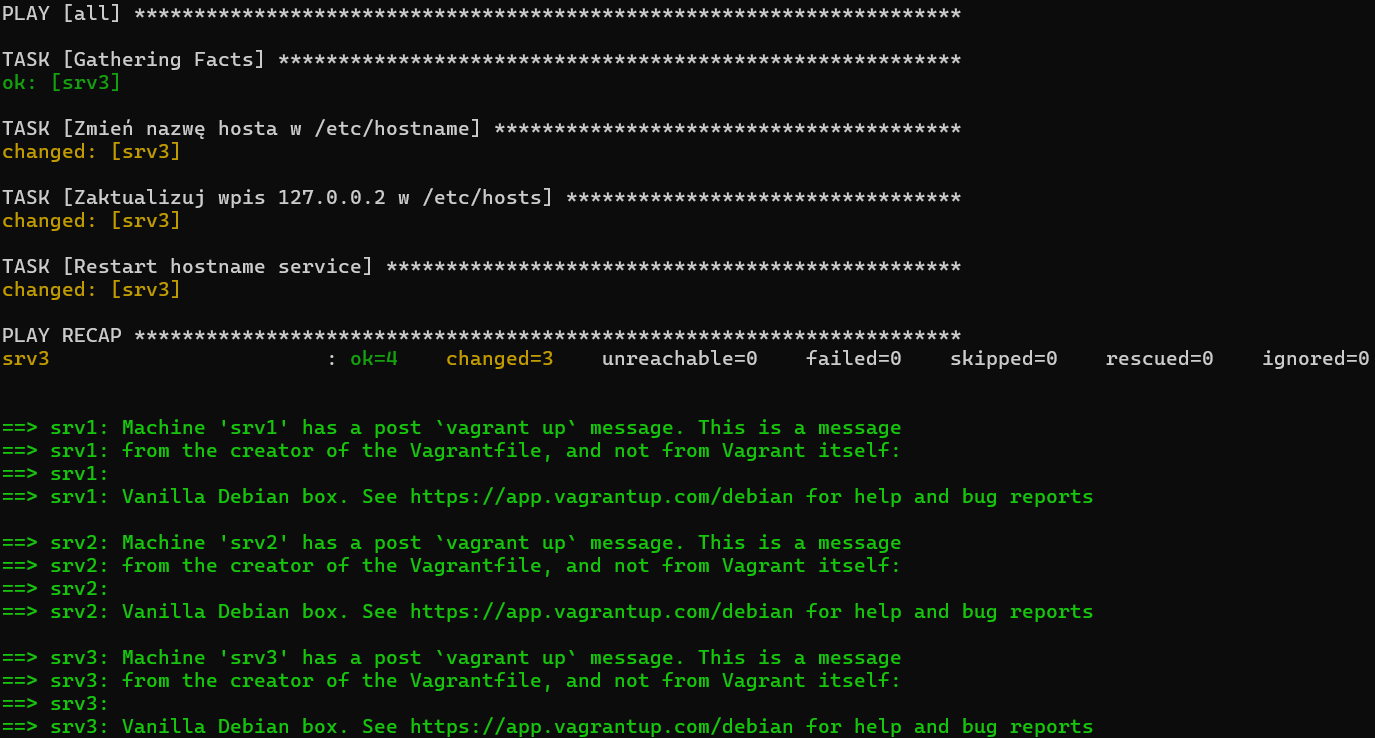 PLAY [all] *********************************************************************
TASK [Gathering Facts] *********************************************************
ok: [srv3]
TASK [Zmień nazwę hosta w /etc/hostname] ***************************************
changed: [srv3]
TASK [Zaktualizuj wpis 127.0.0.2 w /etc/hosts] *********************************
changed: [srv3]
TASK [Restart hostname service] ************************************************
changed: [srv3]
PLAY RECAP *********************************************************************
srv3                       : ok=4    changed=3    unreachable=0    failed=0    skipped=0    rescued=0    ignored=0
==> srv1: Machine 'srv1' has a post `vagrant up` message. This is a message
==> srv1: from the creator of the Vagrantfile, and not from Vagrant itself:
==> srv1:
==> srv1: Vanilla Debian box. See https://app.vagrantup.com/debian for help and bug reports
==> srv2: Machine 'srv2' has a post `vagrant up` message. This is a message
==> srv2: from the creator of the Vagrantfile, and not from Vagrant itself:
==> srv2:
==> srv2: Vanilla Debian box. See https://app.vagrantup.com/debian for help and bug reports
==> srv3: Machine 'srv3' has a post `vagrant up` message. This is a message
==> srv3: from the creator of the Vagrantfile, and not from Vagrant itself:
==> srv3:
==> srv3: Vanilla Debian box. See https://app.vagrantup.com/debian for help and bug reports